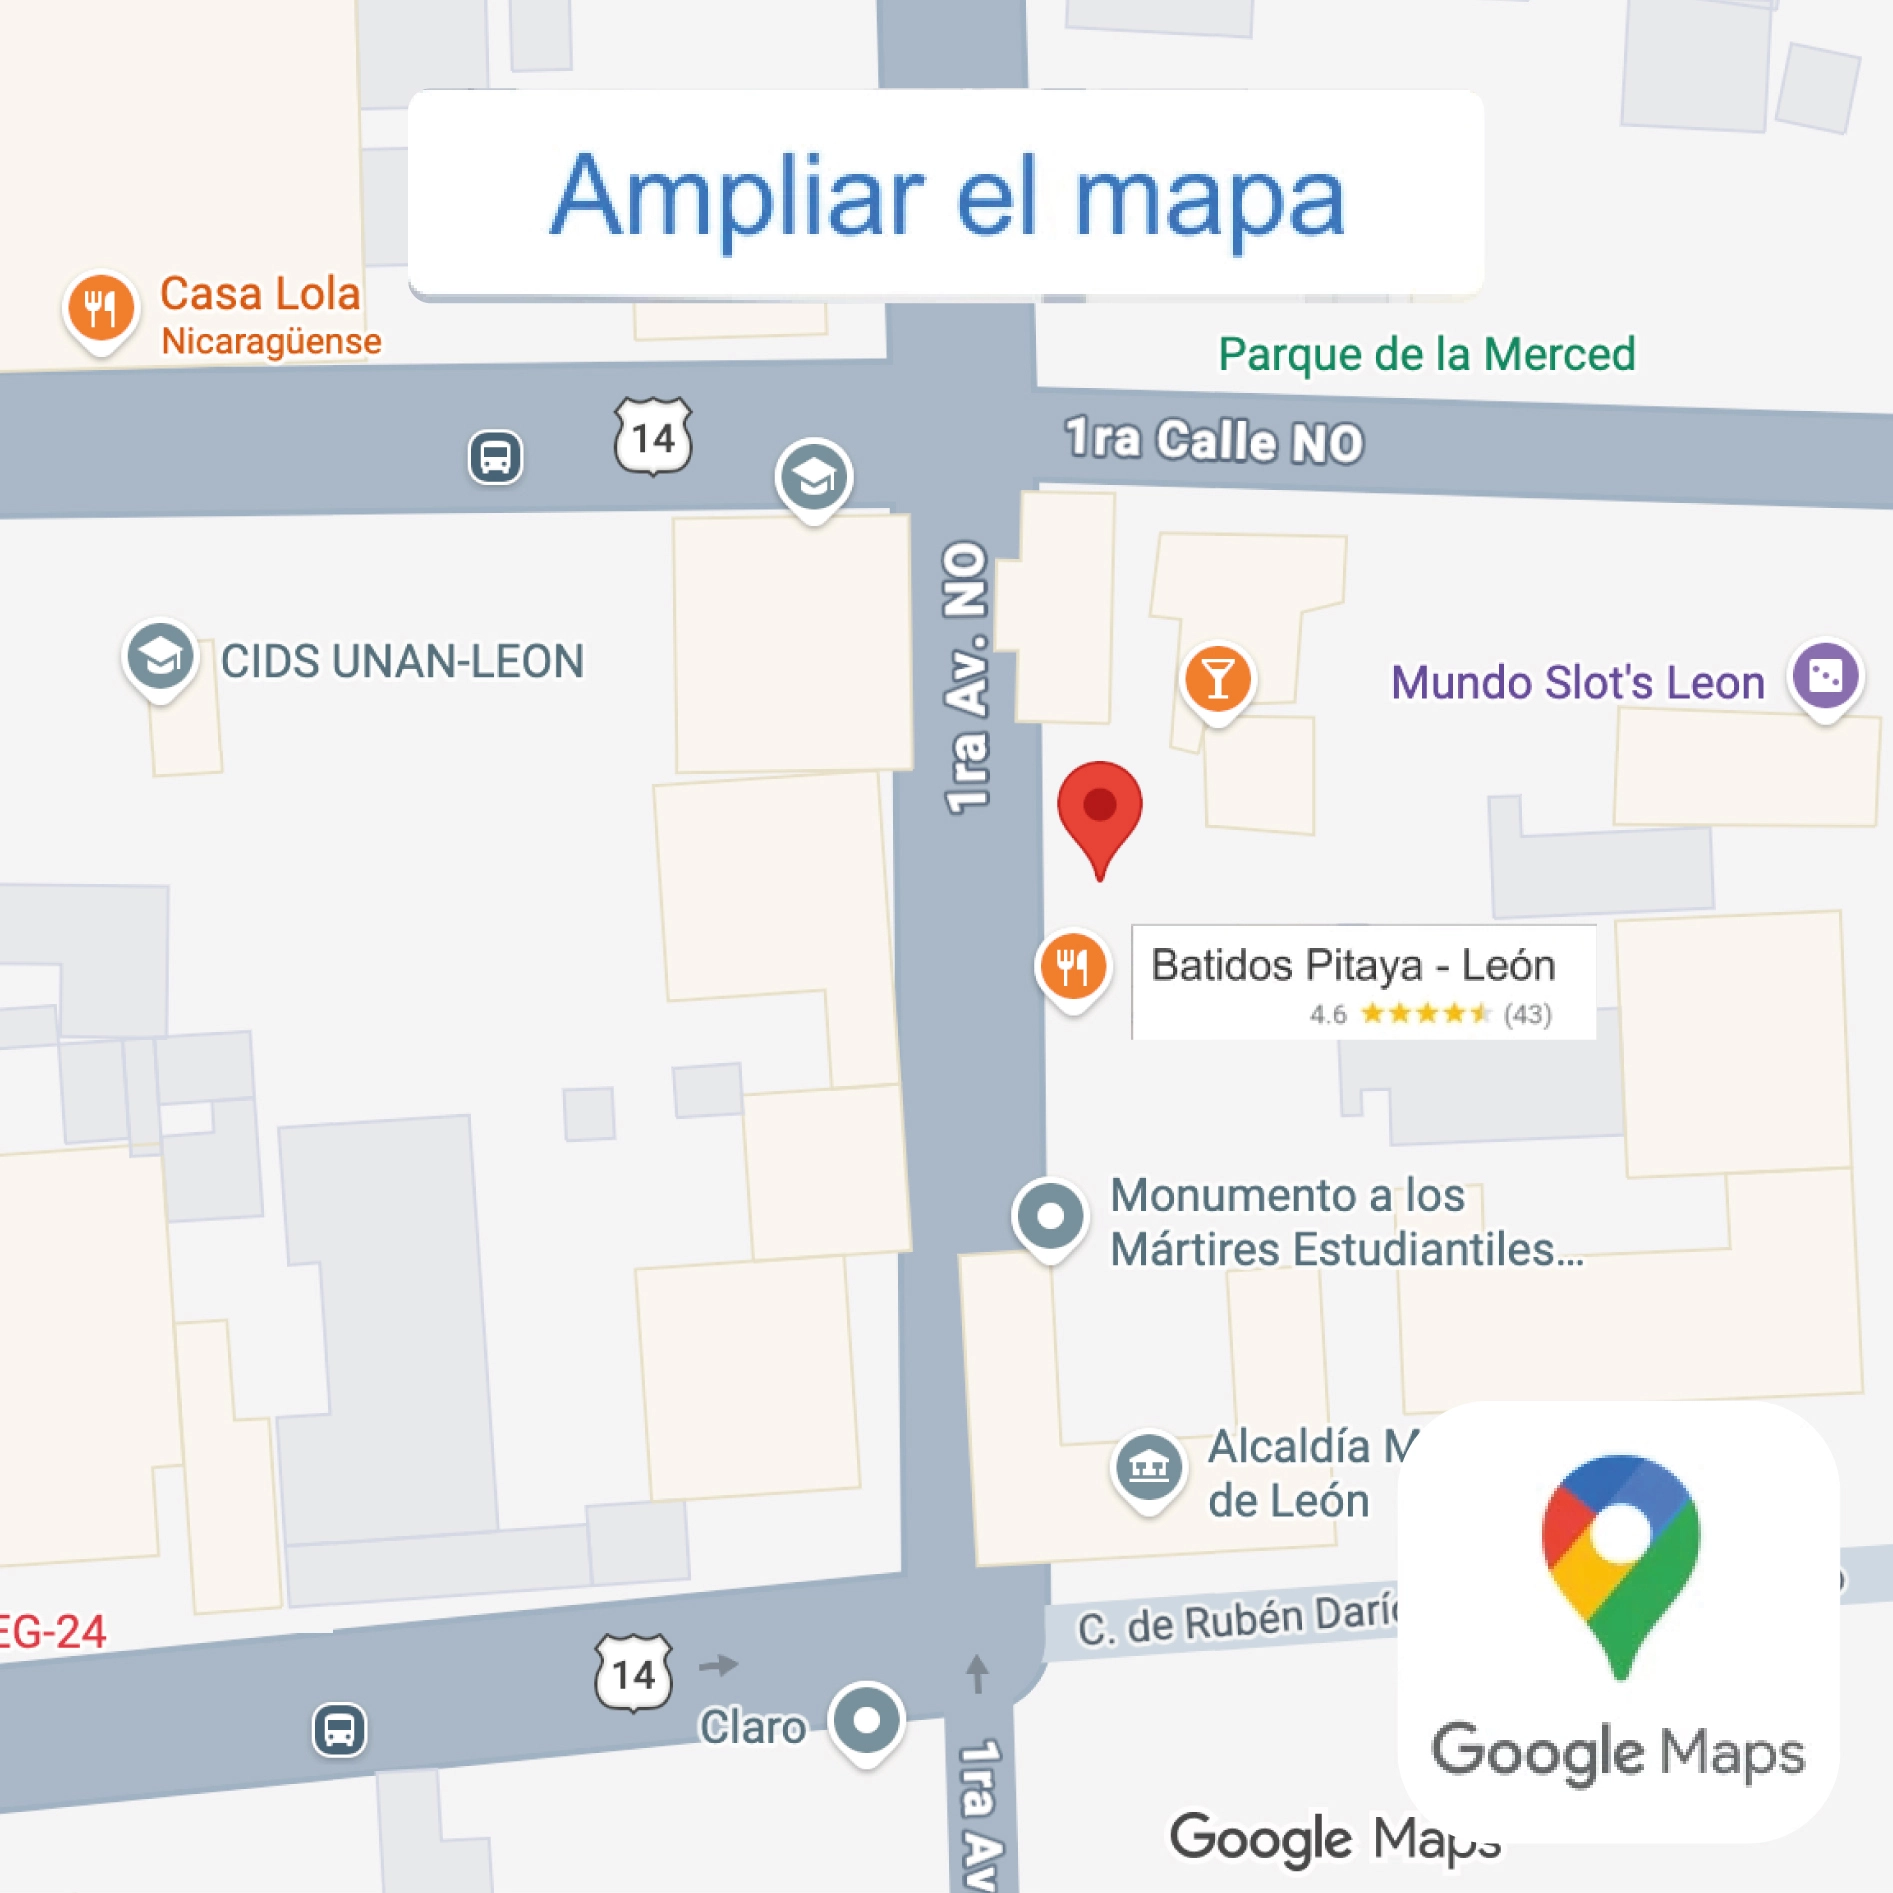 Ampliar el mapa
Casa Lola
Nicaragüense
Parque de la Merced
14
1ra Calle NO
1ra Av. NO
CIDS UNAN-LEON
Mundo Slot's Leon
Batidos Pitaya - León
4.6 (43)
Monumento a los
Mártires Estudiantiles...
Alcaldía M
de León
C. de Rubén Darío
EG-24
14
Claro
1ra Av
Google Maps
Google Maps